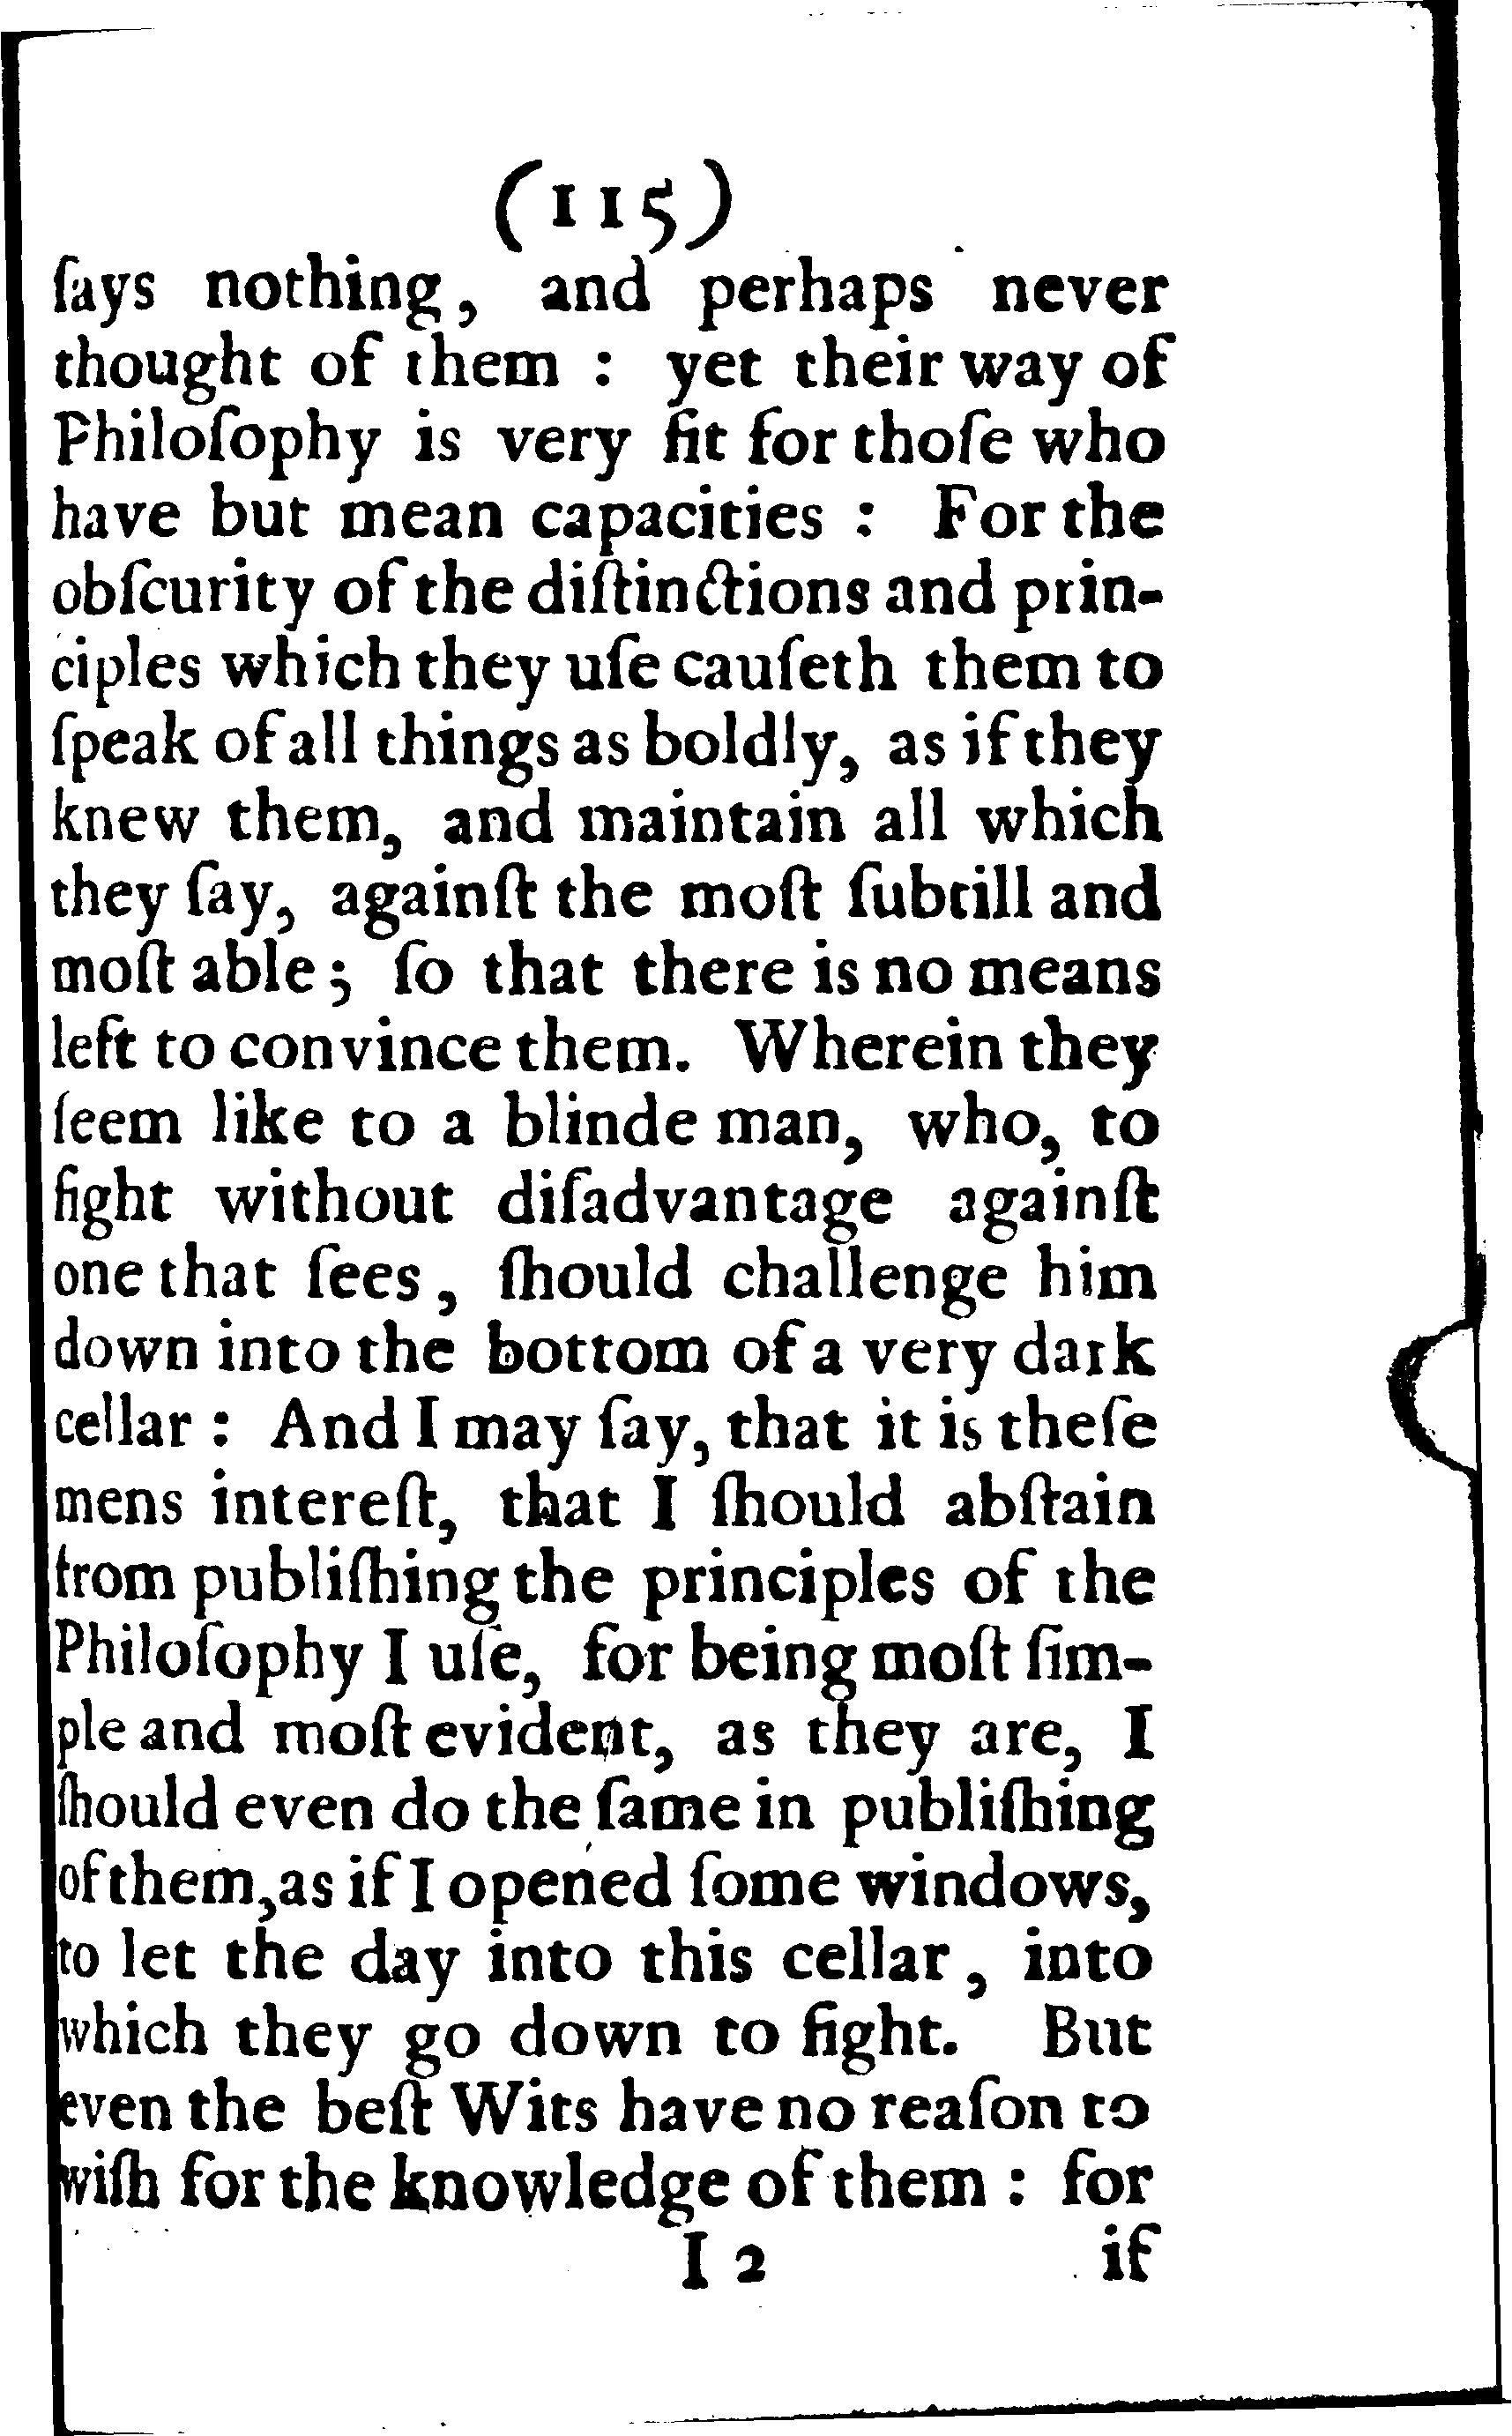 (115)
ſays nothing, and perhaps never
thought of them : yet their way of
Philoſophy is very fit for thoſe who
have but mean capacities : For the
obſcurity of the diſtinctions and prin-
ciples which they uſe cauſeth them to
ſpeak of all things as boldly, as if they
knew them, and maintain all which
they ſay, againſt the moſt ſubtill and
moſt able; ſo that there is no means
left to convince them. Wherein they
ſeem like to a blinde man, who, to
fight without diſadvantage againſt
one that ſees, ſhould challenge him
down into the bottom of a very dark
cellar : And I may ſay, that it is theſe
mens intereſt, that I ſhould abſtain
from publiſhing the principles of the
Philoſophy I uſe, for being moſt ſim-
ple and moſt evident, as they are, I
ſhould even do the ſame in publiſhing
of them,as if I opened ſome windows,
to let the day into this cellar, into
which they go down to fight. But
even the beſt Wits have no reaſon to
wiſh for the knowledge of them : for
I 2 if